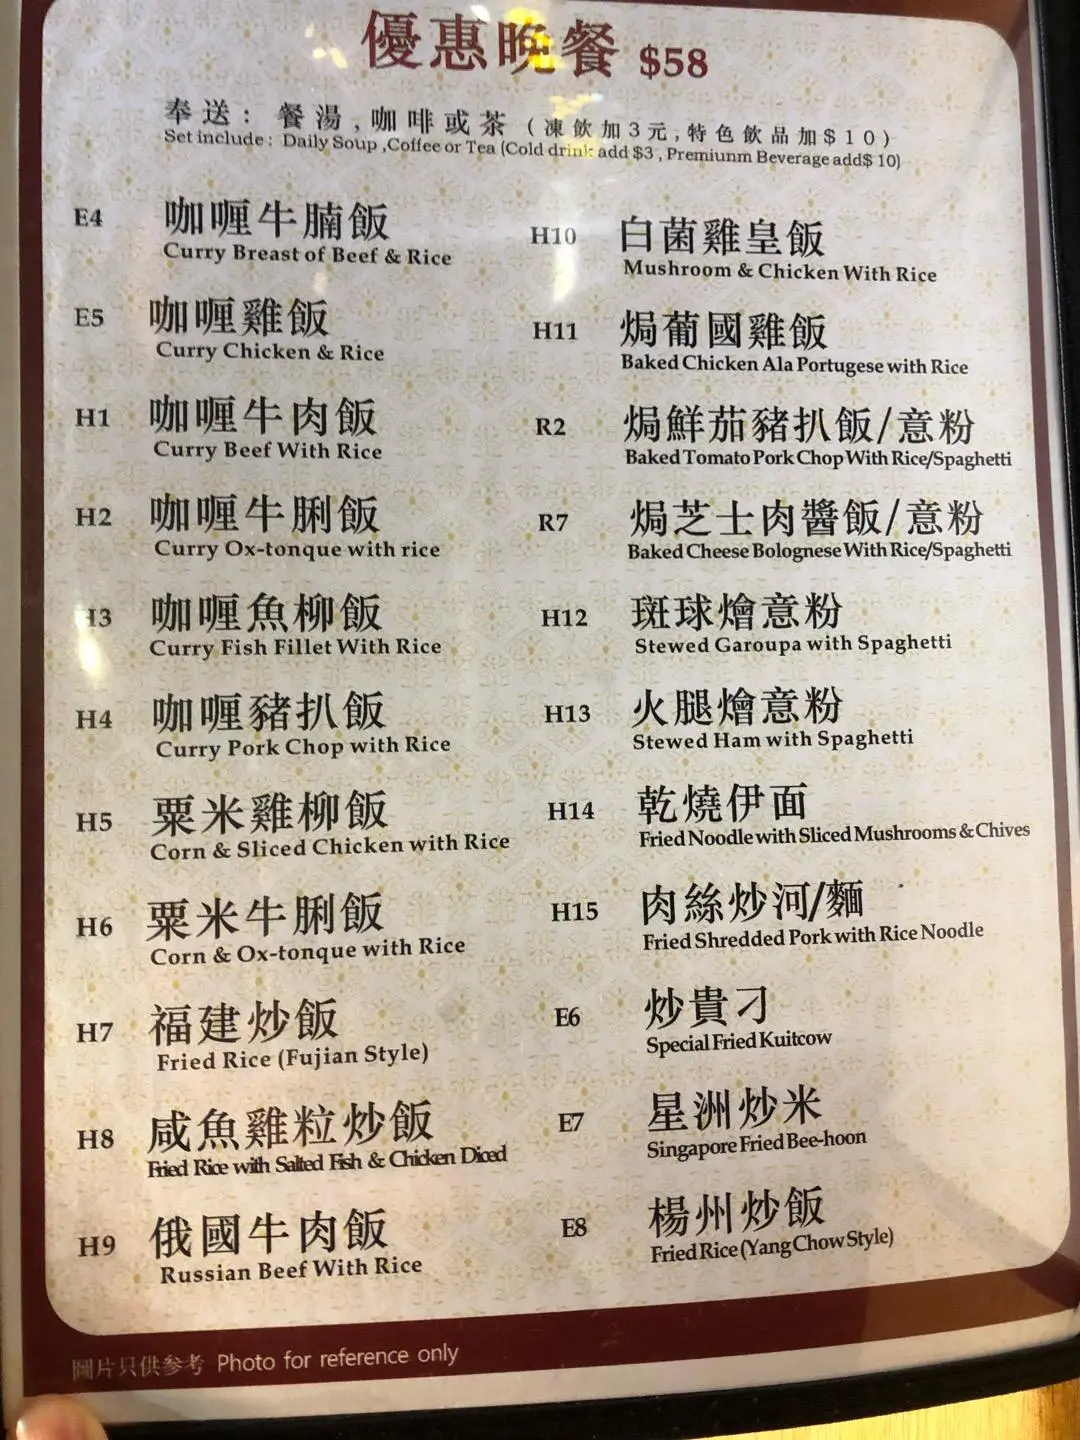 優惠晚餐 $58
奉送：餐湯,咖啡或茶（凍飲加3元,特色飲品加$10）
Set include : Daily Soup ,Coffee or Tea (Cold drink add $3 , Premiunm Beverage add$ 10)
E4 咖喱牛腩飯
Curry Breast of Beef & Rice
E5 咖喱雞飯
Curry Chicken & Rice
H1 咖喱牛肉飯
Curry Beef With Rice
H2 咖喱牛脷飯
Curry Ox-tonque with rice
H3 咖喱魚柳飯
Curry Fish Fillet With Rice
H4 咖喱豬扒飯
Curry Pork Chop with Rice
H5 粟米雞柳飯
Corn & Sliced Chicken with Rice
H6 粟米牛脷飯
Corn & Ox-tonque with Rice
H7 福建炒飯
Fried Rice (Fujian Style)
H8 咸魚雞粒炒飯
Fried Rice with Salted Fish & Chicken Diced
H9 俄國牛肉飯
Russian Beef With Rice
H10 白菌雞皇飯
Mushroom & Chicken With Rice
H11 焗葡國雞飯
Baked Chicken Ala Portugese with Rice
R2 焗鮮茄豬扒飯/意粉
Baked Tomato Pork Chop With Rice/Spaghetti
R7 焗芝士肉醬飯/意粉
Baked Cheese Bolognese With Rice/Spaghetti
H12 斑球燴意粉
Stewed Garoupa with Spaghetti
H13 火腿燴意粉
Stewed Ham with Spaghetti
H14 乾燒伊面
Fried Noodle with Sliced Mushrooms & Chives
H15 肉絲炒河/麵
Fried Shredded Pork with Rice Noodle
E6 炒貴刁
Special Fried Kuitcow
E7 星洲炒米
Singapore Fried Bee-hoon
E8 楊州炒飯
Fried Rice (Yang Chow Style)
圖片只供參考 Photo for reference only